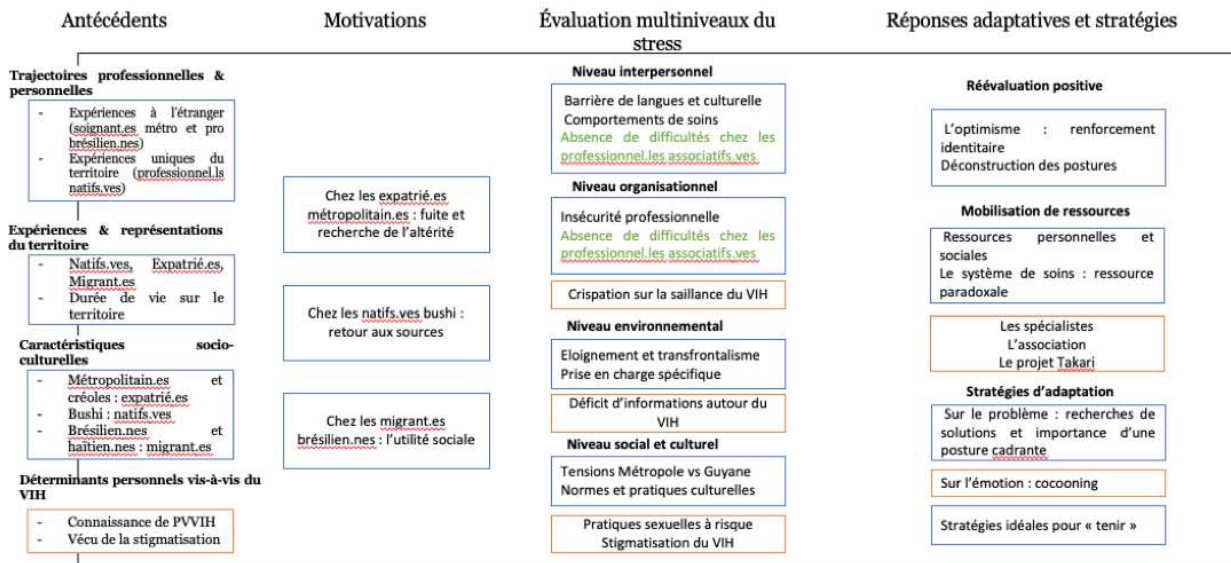 Antécédents
Trajectoires professionnelles &
personnelles
- Expériences à l'étranger
(soignant.es métro et pro
brésilien.nes)
- Expériences uniques du
territoire (professionnel.ls
natifs.ves)
Expériences & représentations
du territoire
- Natifs.ves, Expatrié.es,
Migrant.es
- Durée de vie sur le
territoire
Caractéristiques socio-
culturelles
- Métropolitain.es et
créoles : expatrié.es
- Bushi : natifs.ves
- Brésilien.nes et
haïtien.nes : migrant.es
Déterminants personnels vis-à-vis du
VIH
- Connaissance de PVVIH
- Vécu de la stigmatisation
Motivations
Chez les expatrié.es
métropolitain.es : fuite et
recherche de l'altérité
Chez les natifs.ves bushi :
retour aux sources
Chez les migrant.es
brésilien.nes : l'utilité sociale
Évaluation multiniveaux du
stress
Niveau interpersonnel
Barrière de langues et culturelle
Comportements de soins
Absence de difficultés chez les
professionnel.les associatifs.ves
Niveau organisationnel
Insécurité professionnelle
Absence de difficultés chez les
professionnel.les associatifs.ves
Crispation sur la saillance du VIH
Niveau environnemental
Eloignement et transfrontalisme
Prise en charge spécifique
Déficit d'informations autour du
VIH
Niveau social et culturel
Tensions Métropole vs Guyane
Normes et pratiques culturelles
Pratiques sexuelles à risque
Stigmatisation du VIH
Réponses adaptatives et stratégies
Réévaluation positive
L'optimisme : renforcement
identitaire
Déconstruction des postures
Mobilisation de ressources
Ressources personnelles et
sociales
Le système de soins : ressource
paradoxale
Les spécialistes
L'association
Le projet Takari
Stratégies d'adaptation
Sur le problème : recherches de
solutions et importance d'une
posture cadrante
Sur l'émotion : cocooning
Stratégies idéales pour « tenir »